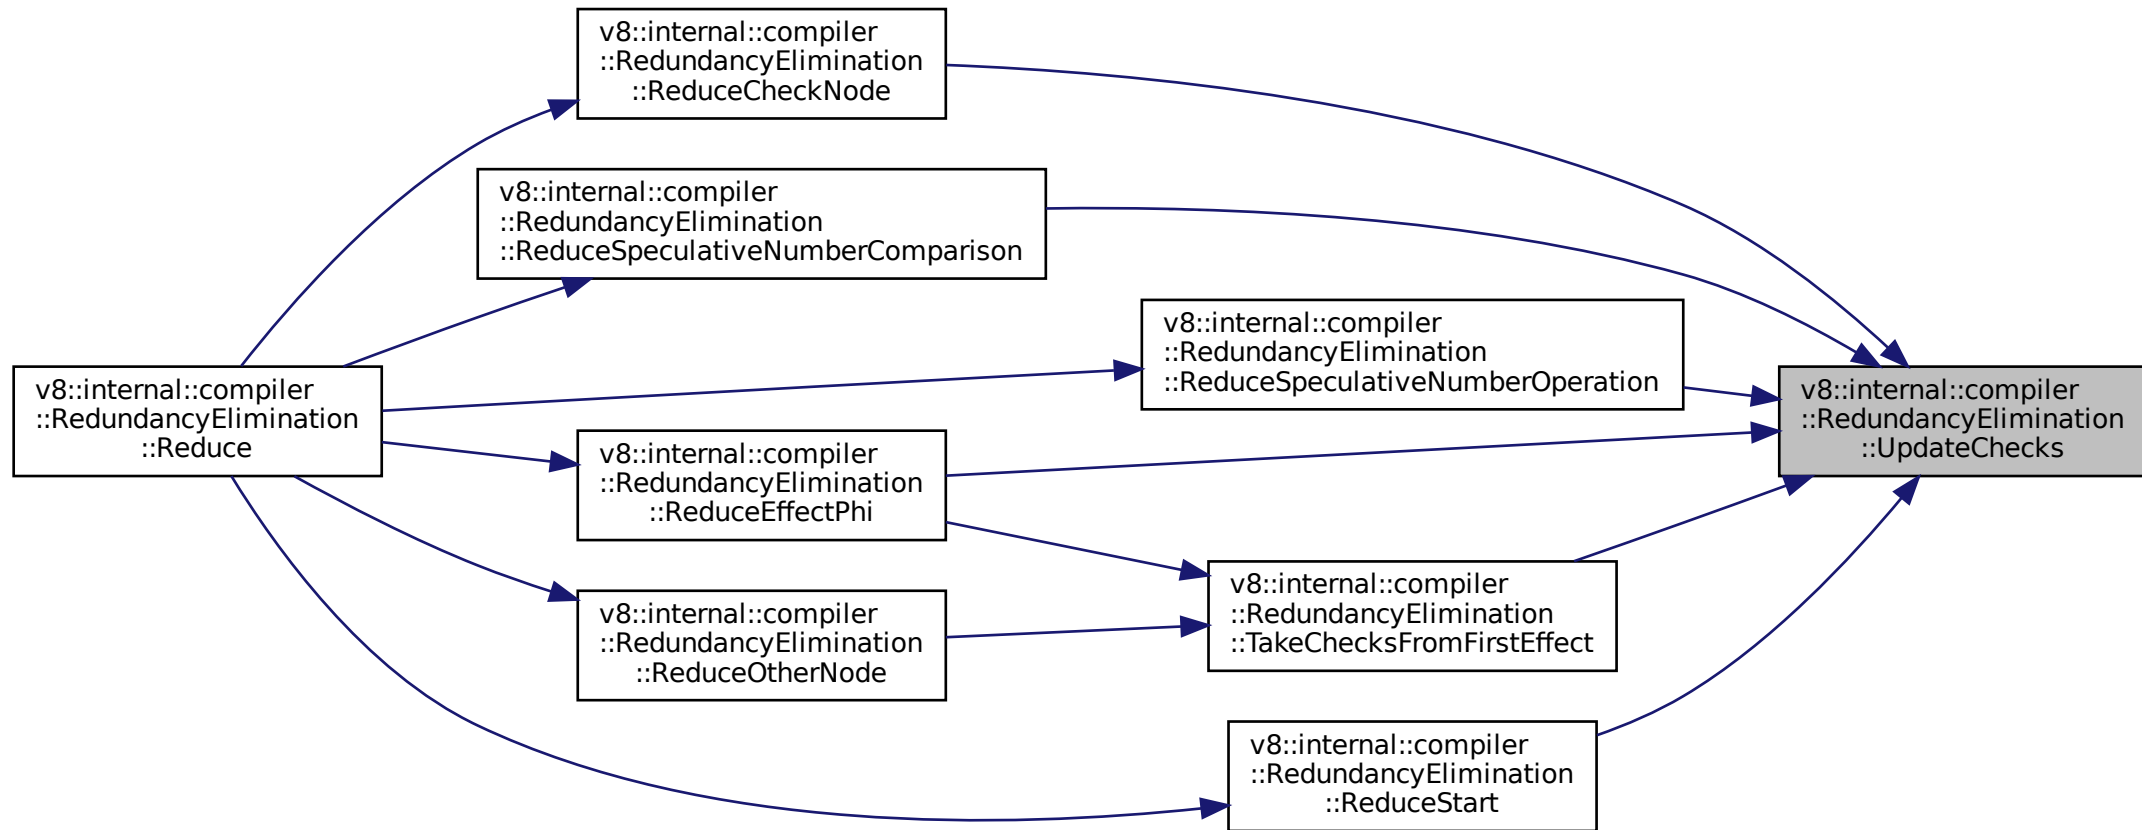 v8::internal::compiler
::RedundancyElimination
::ReduceCheckNode
v8::internal::compiler
::RedundancyElimination
::ReduceSpeculativeNumberComparison
v8::internal::compiler
::RedundancyElimination
::ReduceSpeculativeNumberOperation
v8::internal::compiler
::RedundancyElimination
::Reduce
v8::internal::compiler
::RedundancyElimination
::UpdateChecks
v8::internal::compiler
::RedundancyElimination
::ReduceEffectPhi
v8::internal::compiler
::RedundancyElimination
::TakeChecksFromFirstEffect
v8::internal::compiler
::RedundancyElimination
::ReduceOtherNode
v8::internal::compiler
::RedundancyElimination
::ReduceStart